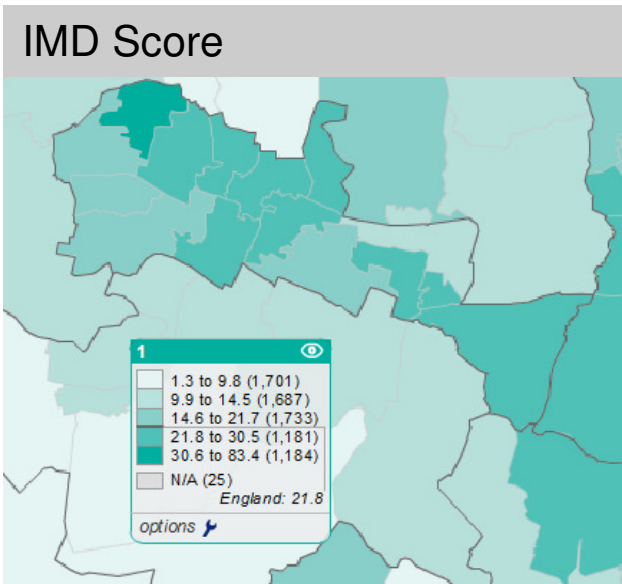 IMD Score
1
1.3 to 9.8 (1,701)
9.9 to 14.5 (1,687)
14.6 to 21.7 (1,733)
21.8 to 30.5 (1,181)
30.6 to 83.4 (1,184)
N/A (25)
England: 21.8
options